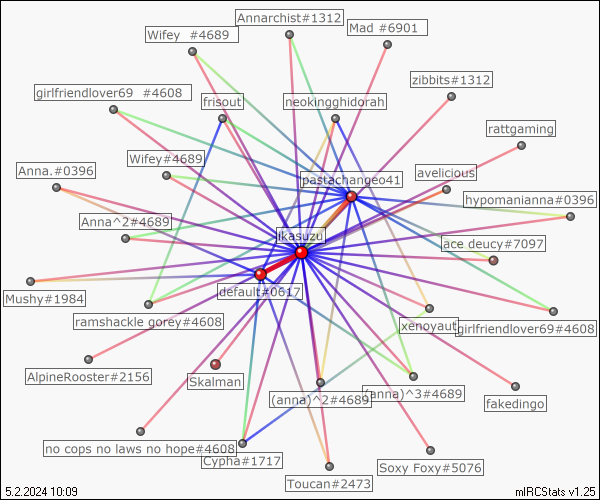 Annarchist#1312
Mad #6901
Wifey #4689
zibbits#1312
girlfriendlover69 #4608
frisout
neokingghidorah
rattgaming
Wifey#4689
Anna.#0396
pastachangeo41
avelicious
hypomanianna#0396
Anna^2#4689
ikasuzu
ace deucy#7097
default#0617
Mushy#1984
ramshackle gorey#4608
xenoyaut
girlfriendlover69#4608
AlpineRooster#2156
Skalman
(anna)^2#4689
(anna)^3#4689
fakedingo
no cops no laws no hope#4608
Cypha#1717
Soxy Foxy#5076
Toucan#2473
5.2.2024 10:09
mIRCStats v1.25